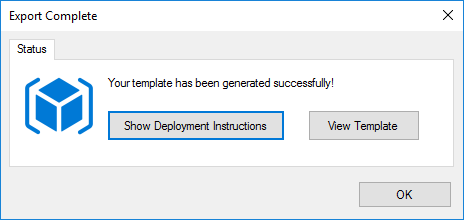 Export Complete
Status
Your template has been generated successfully!
Show Deployment Instructions
View Template
OK